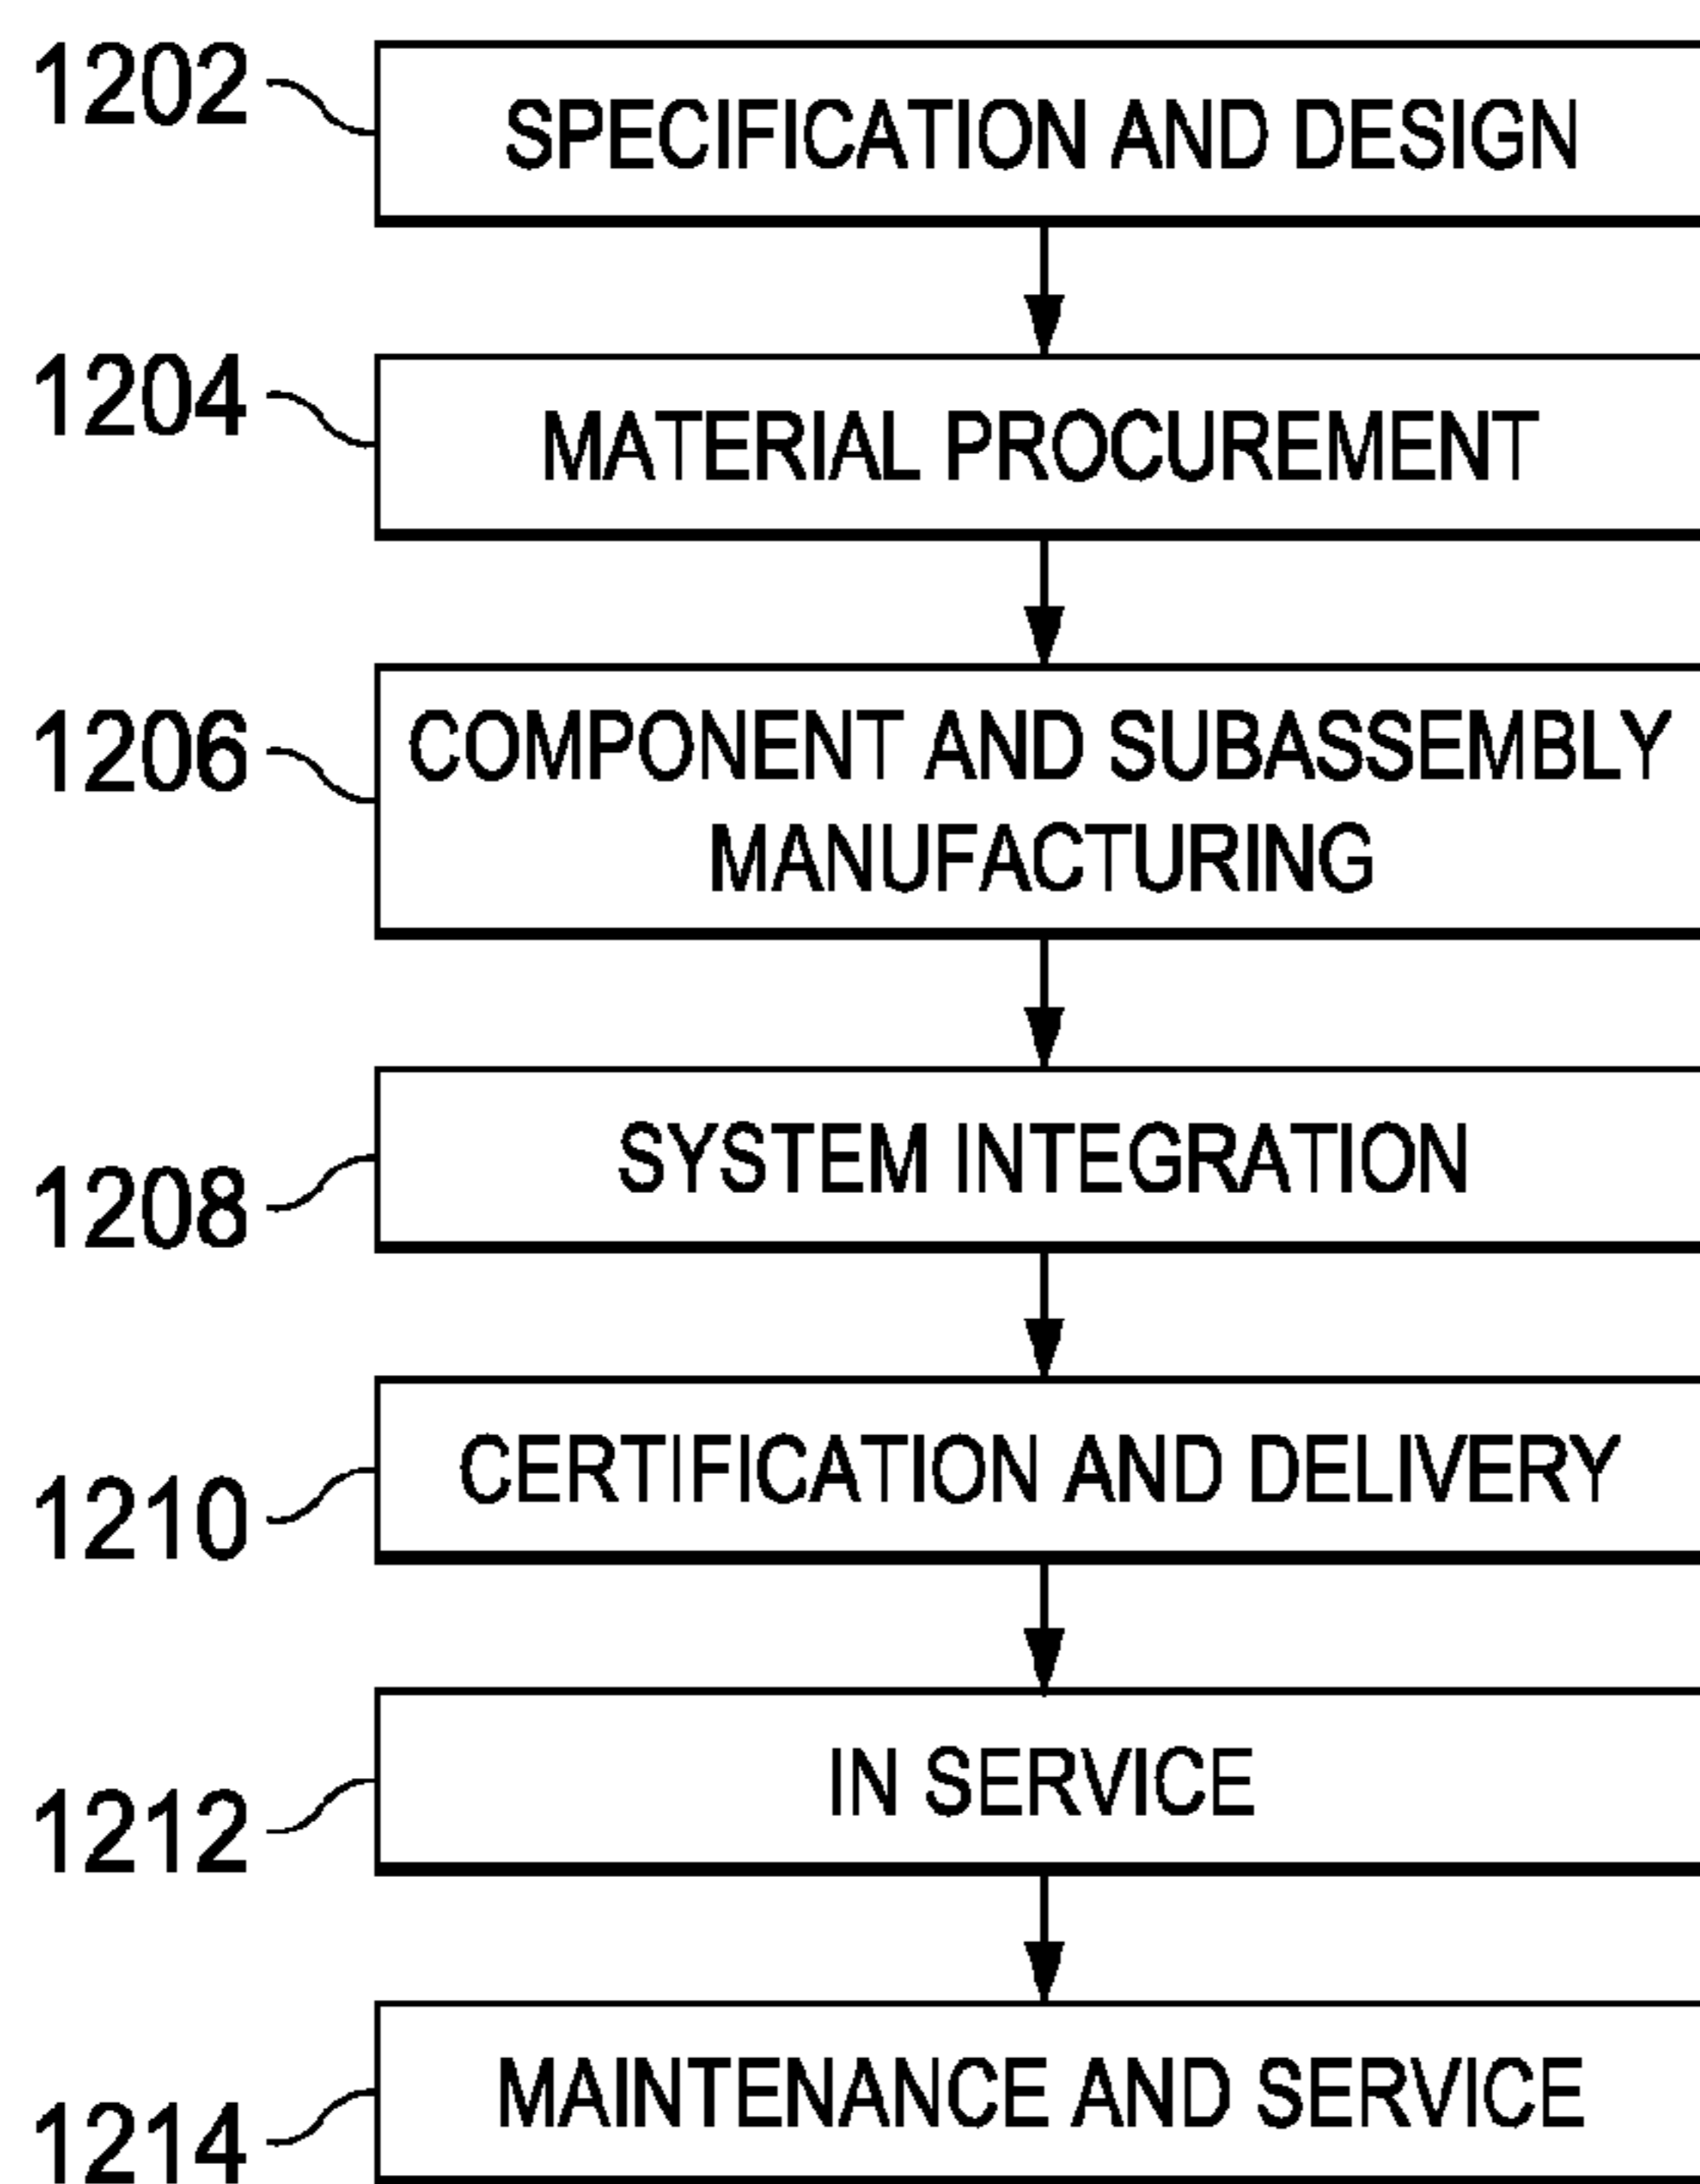 1202
SPECIFICATION AND DESIGN
1204
MATERIAL PROCUREMENT
1206
COMPONENT AND SUBASSEMBLY
MANUFACTURING
1208
SYSTEM INTEGRATION
1210
CERTIFICATION AND DELIVERY
1212
IN SERVICE
1214
MAINTENANCE AND SERVICE